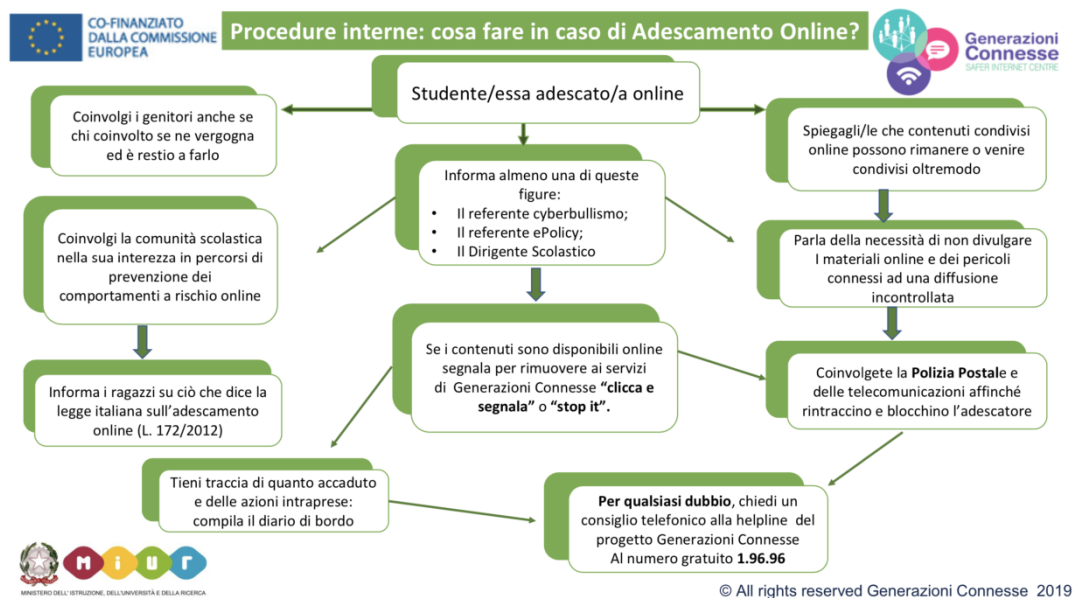 CO-FINANZIATO
DALLA COMMISSIONE
EUROPEA
Procedure interne: cosa fare in caso di Adescamento Online?
Generazioni
Connesse
SAFER INTERNET CENTRE
Studente/essa adescato/a online
Coinvolgi i genitori anche se
chi coinvolto se ne vergogna
ed è restio a farlo
Spiegagli/le che contenuti condivisi
online possono rimanere o venire
condivisi oltremodo
Informa almeno una di queste
figure:
• Il referente cyberbullismo;
• Il referente ePolicy;
• Il Dirigente Scolastico
Coinvolgi la comunità scolastica
nella sua interezza in percorsi di
prevenzione dei
comportamenti a rischio online
Parla della necessità di non divulgare
I materiali online e dei pericoli
connessi ad una diffusione
incontrollata
Se i contenuti sono disponibili online
segnala per rimuovere ai servizi
di Generazioni Connesse “clicca e
segnala” o “stop it”.
Informa i ragazzi su ciò che dice la
legge italiana sull’adescamento
online (L. 172/2012)
Coinvolgete la Polizia Postale e
delle telecomunicazioni affinché
rintraccino e blocchino l’adescatore
Tieni traccia di quanto accaduto
e delle azioni intraprese:
compila il diario di bordo
Per qualsiasi dubbio, chiedi un
consiglio telefonico alla helpline del
progetto Generazioni Connesse
Al numero gratuito 1.96.96
miur
MINISTERO DELL' ISTRUZIONE, DELL'UNIVERSITÀ E DELLA RICERCA
© All rights reserved Generazioni Connesse 2019